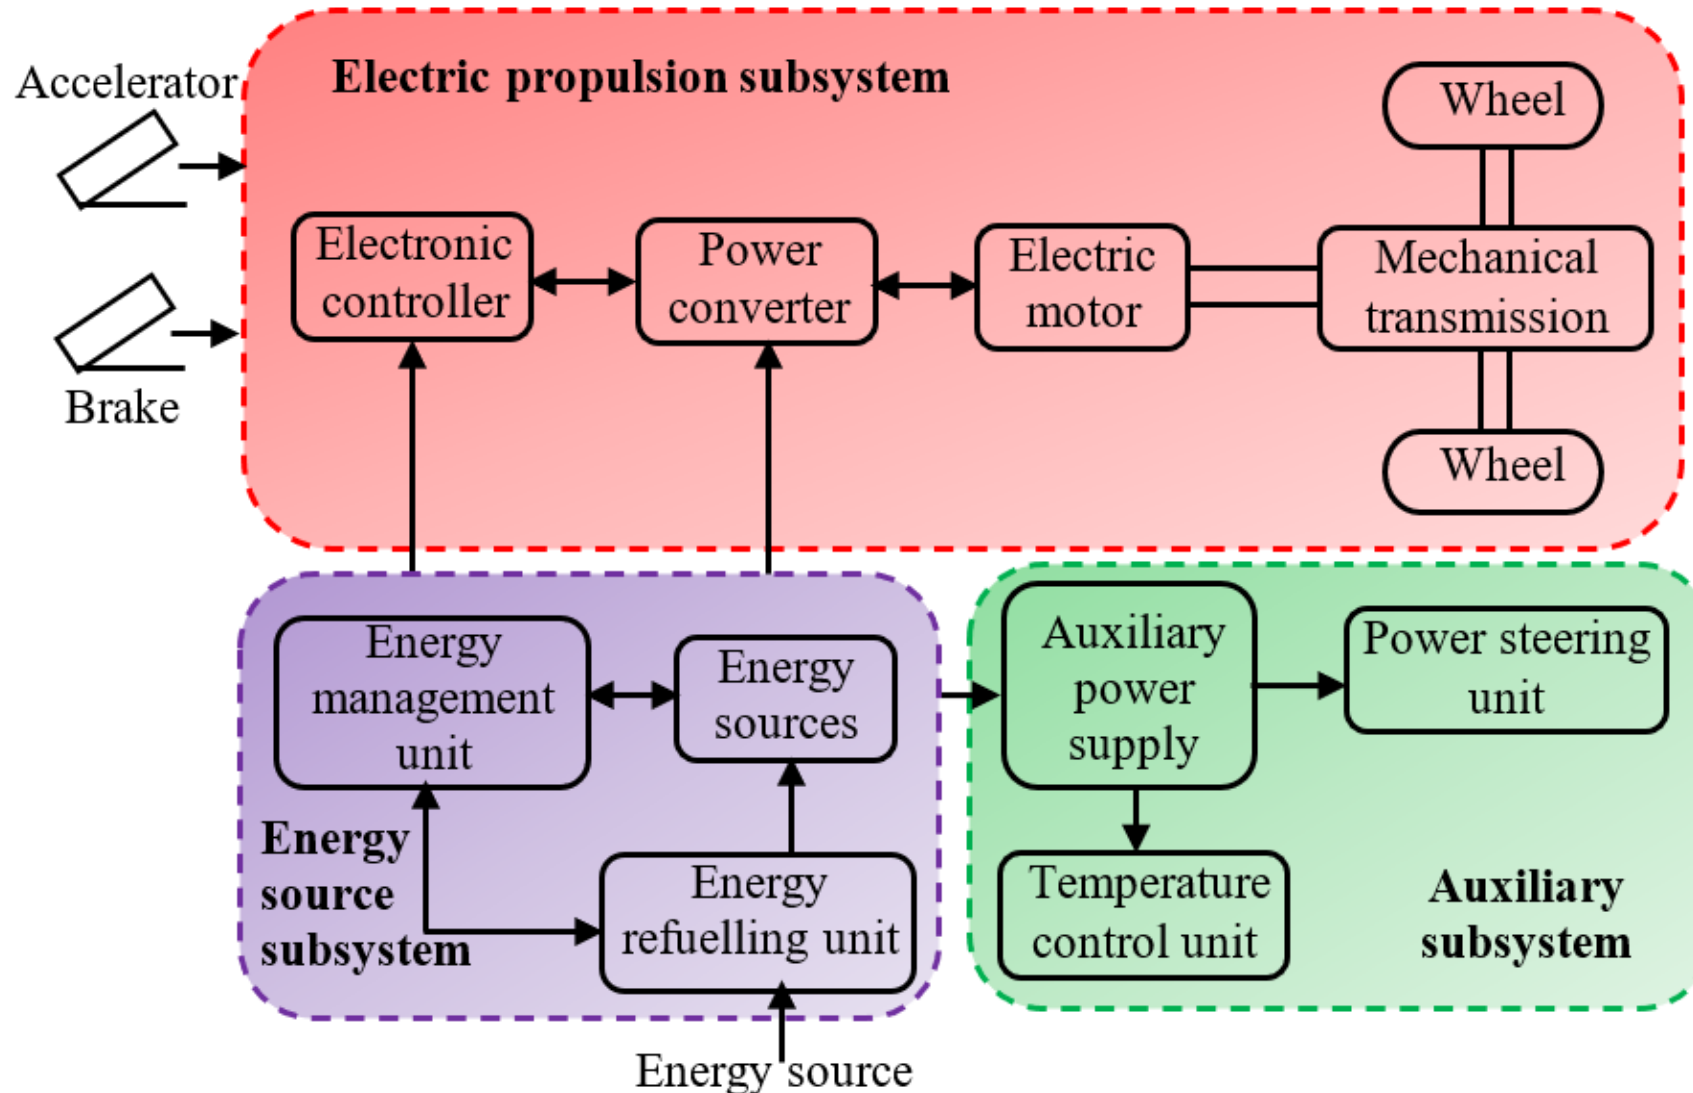 Accelerator
Electric propulsion subsystem
Wheel
Electronic
controller
Power
converter
Electric
motor
Mechanical
transmission
Brake
Wheel
Energy
management
unit
Energy
sources
Auxiliary
power
supply
Power steering
unit
Energy
source
subsystem
Energy
refuelling unit
Temperature
control unit
Auxiliary
subsystem
Energy source